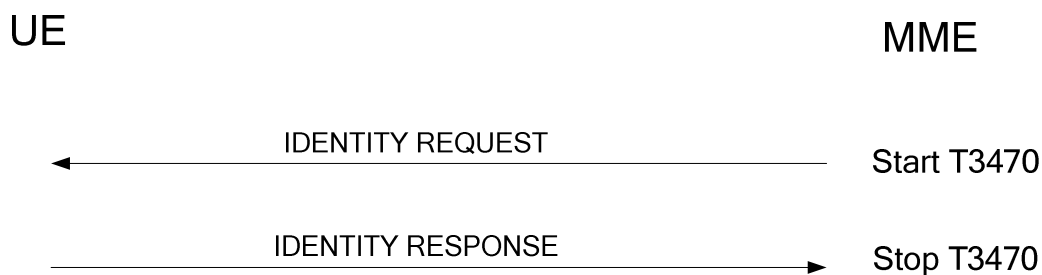 UE
MME
IDENTITY REQUEST
Start T3470
IDENTITY RESPONSE
Stop T3470